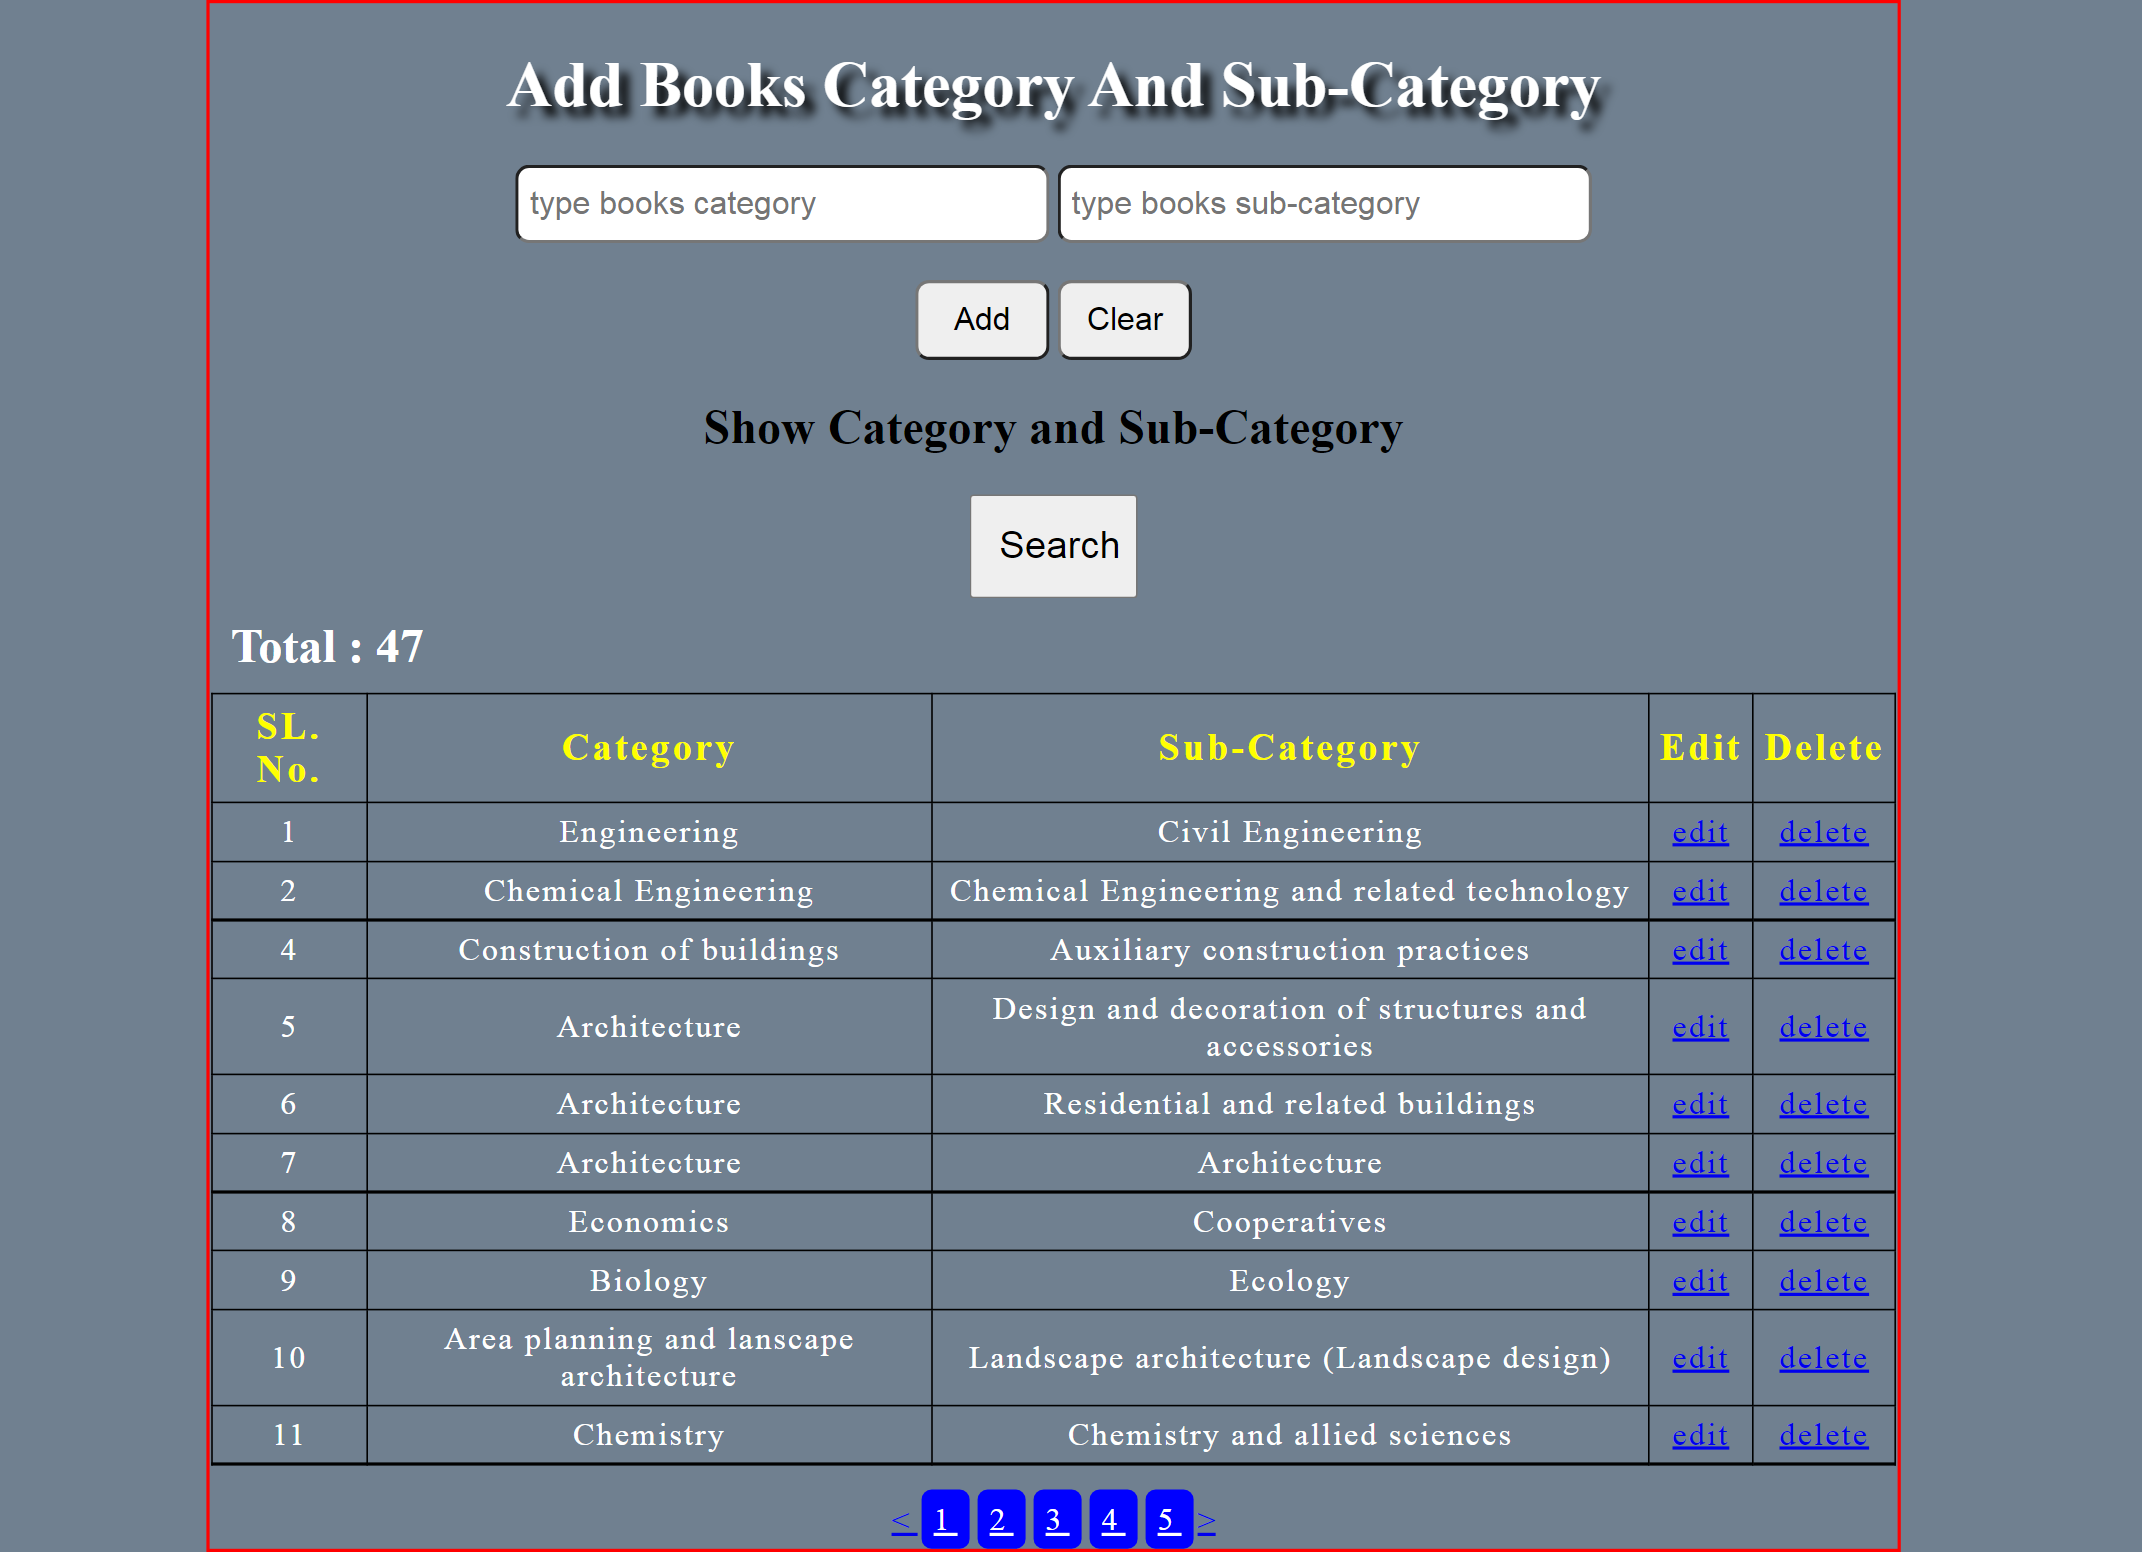 Add Books Category And Sub-Category
type books category type books sub-category
Add Clear
Show Category and Sub-Category
Search
Total : 47
SL. No. Category Sub-Category Edit Delete
1 Engineering Civil Engineering edit delete
2 Chemical Engineering Chemical Engineering and related technology edit delete
4 Construction of buildings Auxiliary construction practices edit delete
5 Architecture Design and decoration of structures and accessories edit delete
6 Architecture Residential and related buildings edit delete
7 Architecture Architecture edit delete
8 Economics Cooperatives edit delete
9 Biology Ecology edit delete
10 Area planning and lanscape architecture Landscape architecture (Landscape design) edit delete
11 Chemistry Chemistry and allied sciences edit delete
< 1 2 3 4 5 >